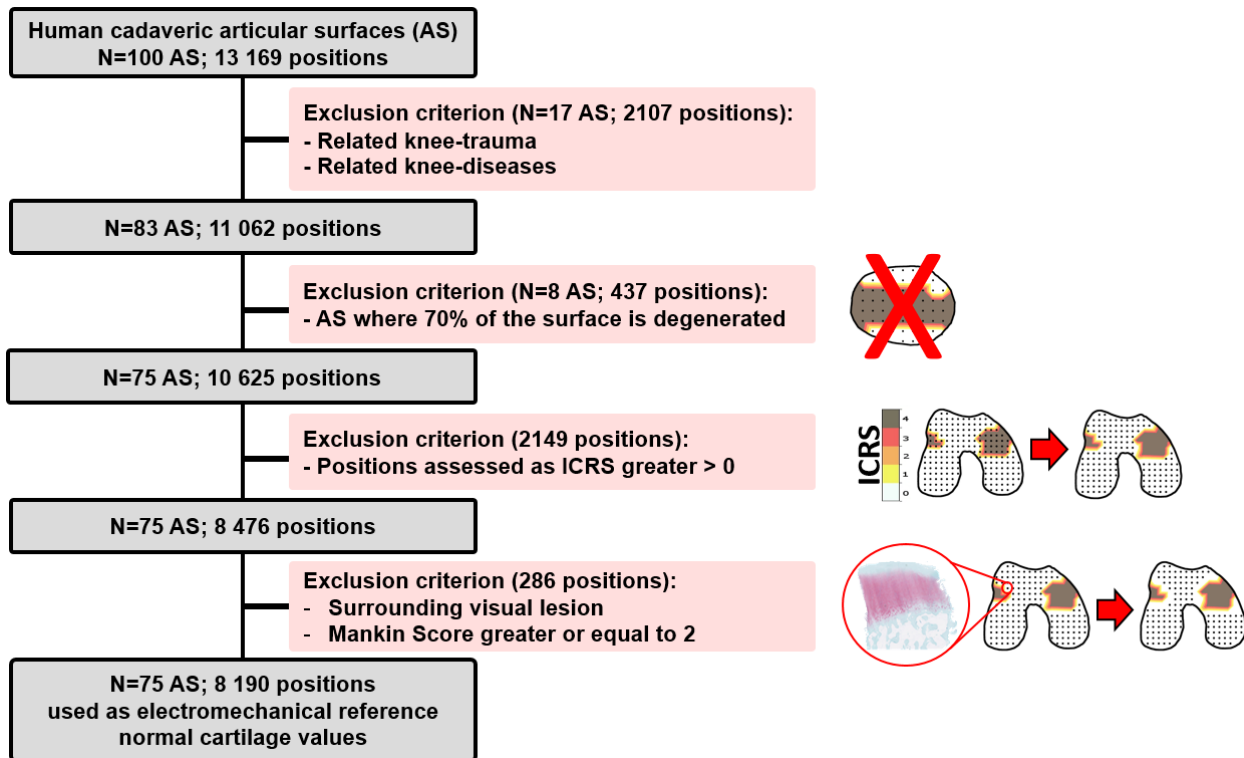 Human cadaveric articular surfaces (AS)
N=100 AS; 13 169 positions
Exclusion criterion (N=17 AS; 2107 positions):
- Related knee-trauma
- Related knee-diseases
N=83 AS; 11 062 positions
Exclusion criterion (N=8 AS; 437 positions):
- AS where 70% of the surface is degenerated
N=75 AS; 10 625 positions
Exclusion criterion (2149 positions):
- Positions assessed as ICRS greater > 0
ICRS
4
3
2
1
0
N=75 AS; 8 476 positions
Exclusion criterion (286 positions):
- Surrounding visual lesion
- Mankin Score greater or equal to 2
N=75 AS; 8 190 positions
used as electromechanical reference
normal cartilage values